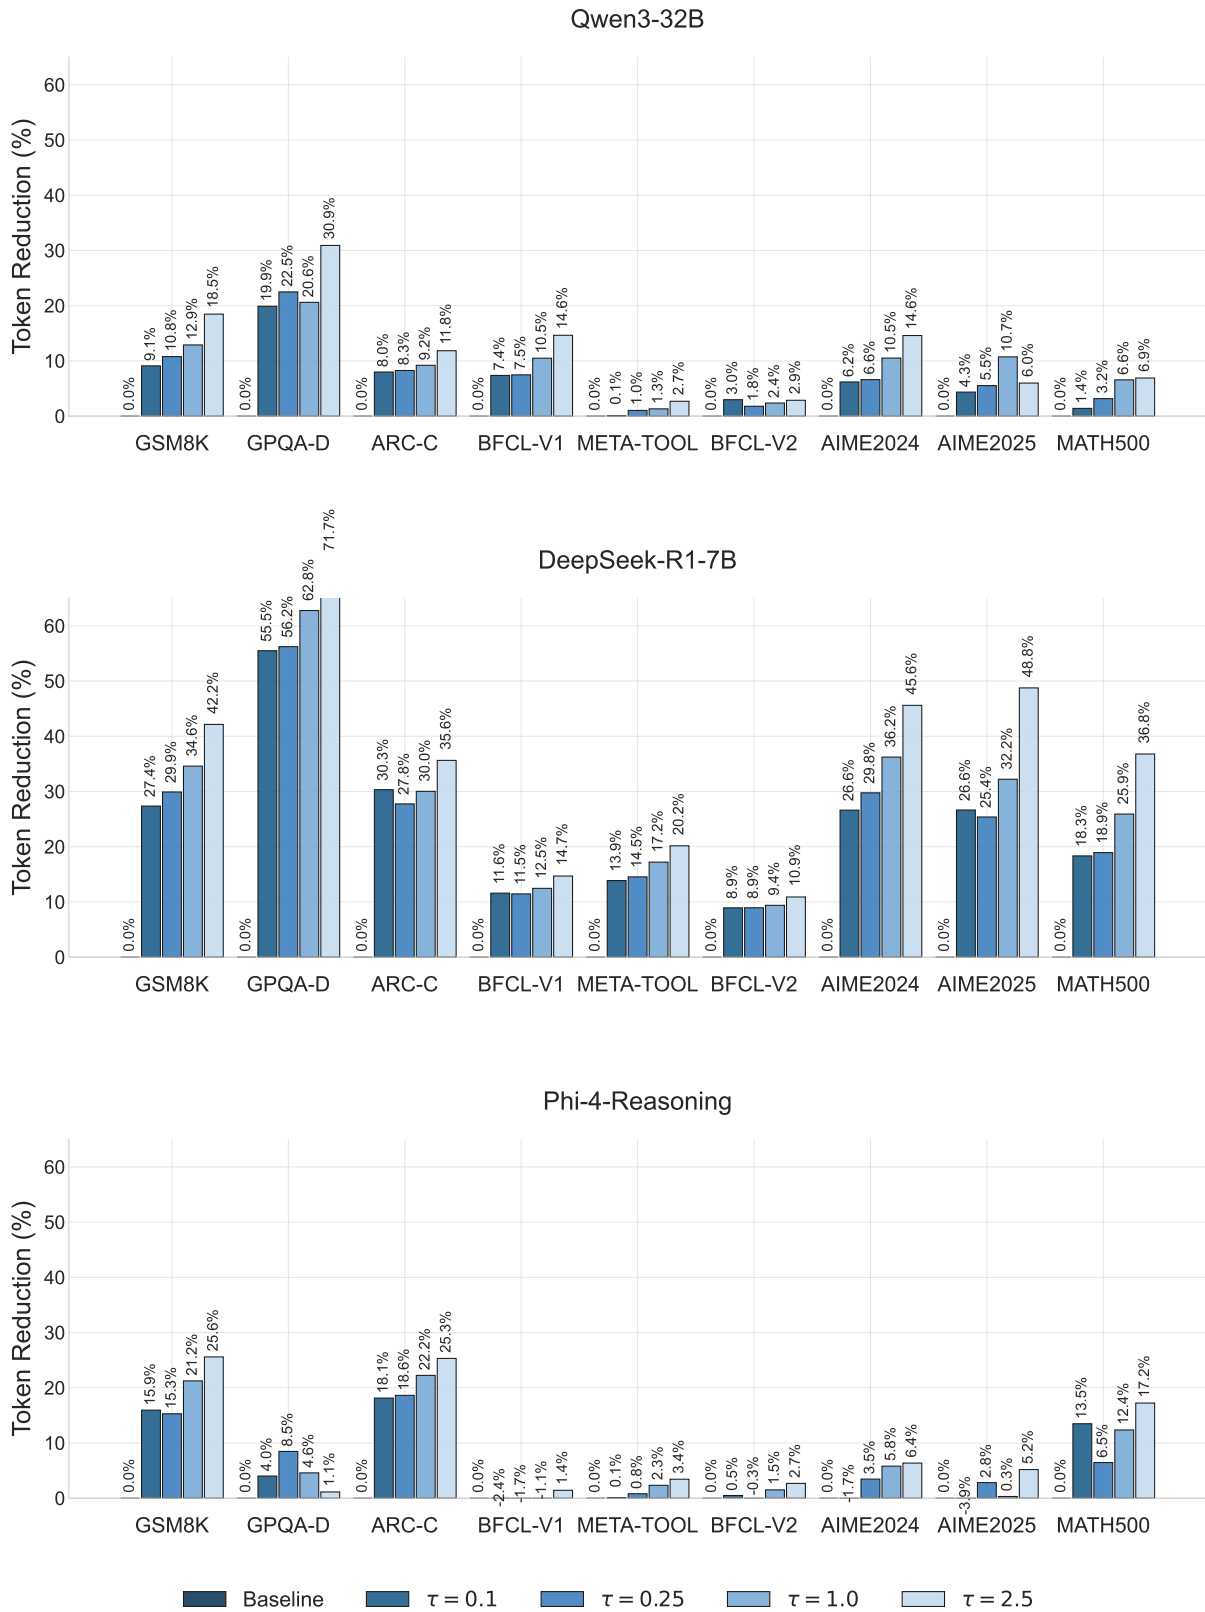 Qwen3-32B
Token Reduction (%)
60
50
40
30
20
10
0
0.0% 9.1% 10.8% 12.9% 18.5%
0.0% 19.9% 22.5% 20.6% 30.9%
0.0% 8.0% 8.3% 9.2% 11.8%
0.0% 7.4% 7.5% 10.5% 14.6%
0.0% 0.1% 1.0% 1.3% 2.7%
0.0% 3.0% 1.8% 2.4% 2.9%
0.0% 6.2% 6.6% 10.5% 14.6%
0.0% 4.3% 5.5% 10.7% 6.0%
0.0% 1.4% 3.2% 6.6% 6.9%
GSM8K GPQA-D ARC-C BFCL-V1 META-TOOL BFCL-V2 AIME2024 AIME2025 MATH500
DeepSeek-R1-7B
Token Reduction (%)
60
50
40
30
20
10
0
0.0% 27.4% 29.9% 34.6% 42.2%
0.0% 55.5% 56.2% 62.8% 71.7%
0.0% 30.3% 27.8% 30.0% 35.6%
0.0% 11.6% 11.5% 12.5% 14.7%
0.0% 13.9% 14.5% 17.2% 20.2%
0.0% 8.9% 8.9% 9.4% 10.9%
0.0% 26.6% 29.8% 36.2% 45.6%
0.0% 26.6% 25.4% 32.2% 48.8%
0.0% 18.3% 18.9% 25.9% 36.8%
GSM8K GPQA-D ARC-C BFCL-V1 META-TOOL BFCL-V2 AIME2024 AIME2025 MATH500
Phi-4-Reasoning
Token Reduction (%)
60
50
40
30
20
10
0
0.0% 15.9% 15.3% 21.2% 25.6%
0.0% 4.0% 8.5% 4.6% 1.1%
0.0% 18.1% 18.6% 22.2% 25.3%
0.0% -2.4% -1.7% -1.1% 1.4%
0.0% 0.1% 0.8% 2.3% 3.4%
0.0% 0.5% -0.3% 1.5% 2.7%
0.0% -1.7% 3.5% 5.8% 6.4%
0.0% -3.9% 2.8% 0.3% 5.2%
0.0% 13.5% 6.5% 12.4% 17.2%
GSM8K GPQA-D ARC-C BFCL-V1 META-TOOL BFCL-V2 AIME2024 AIME2025 MATH500
Baseline τ = 0.1 τ = 0.25 τ = 1.0 τ = 2.5